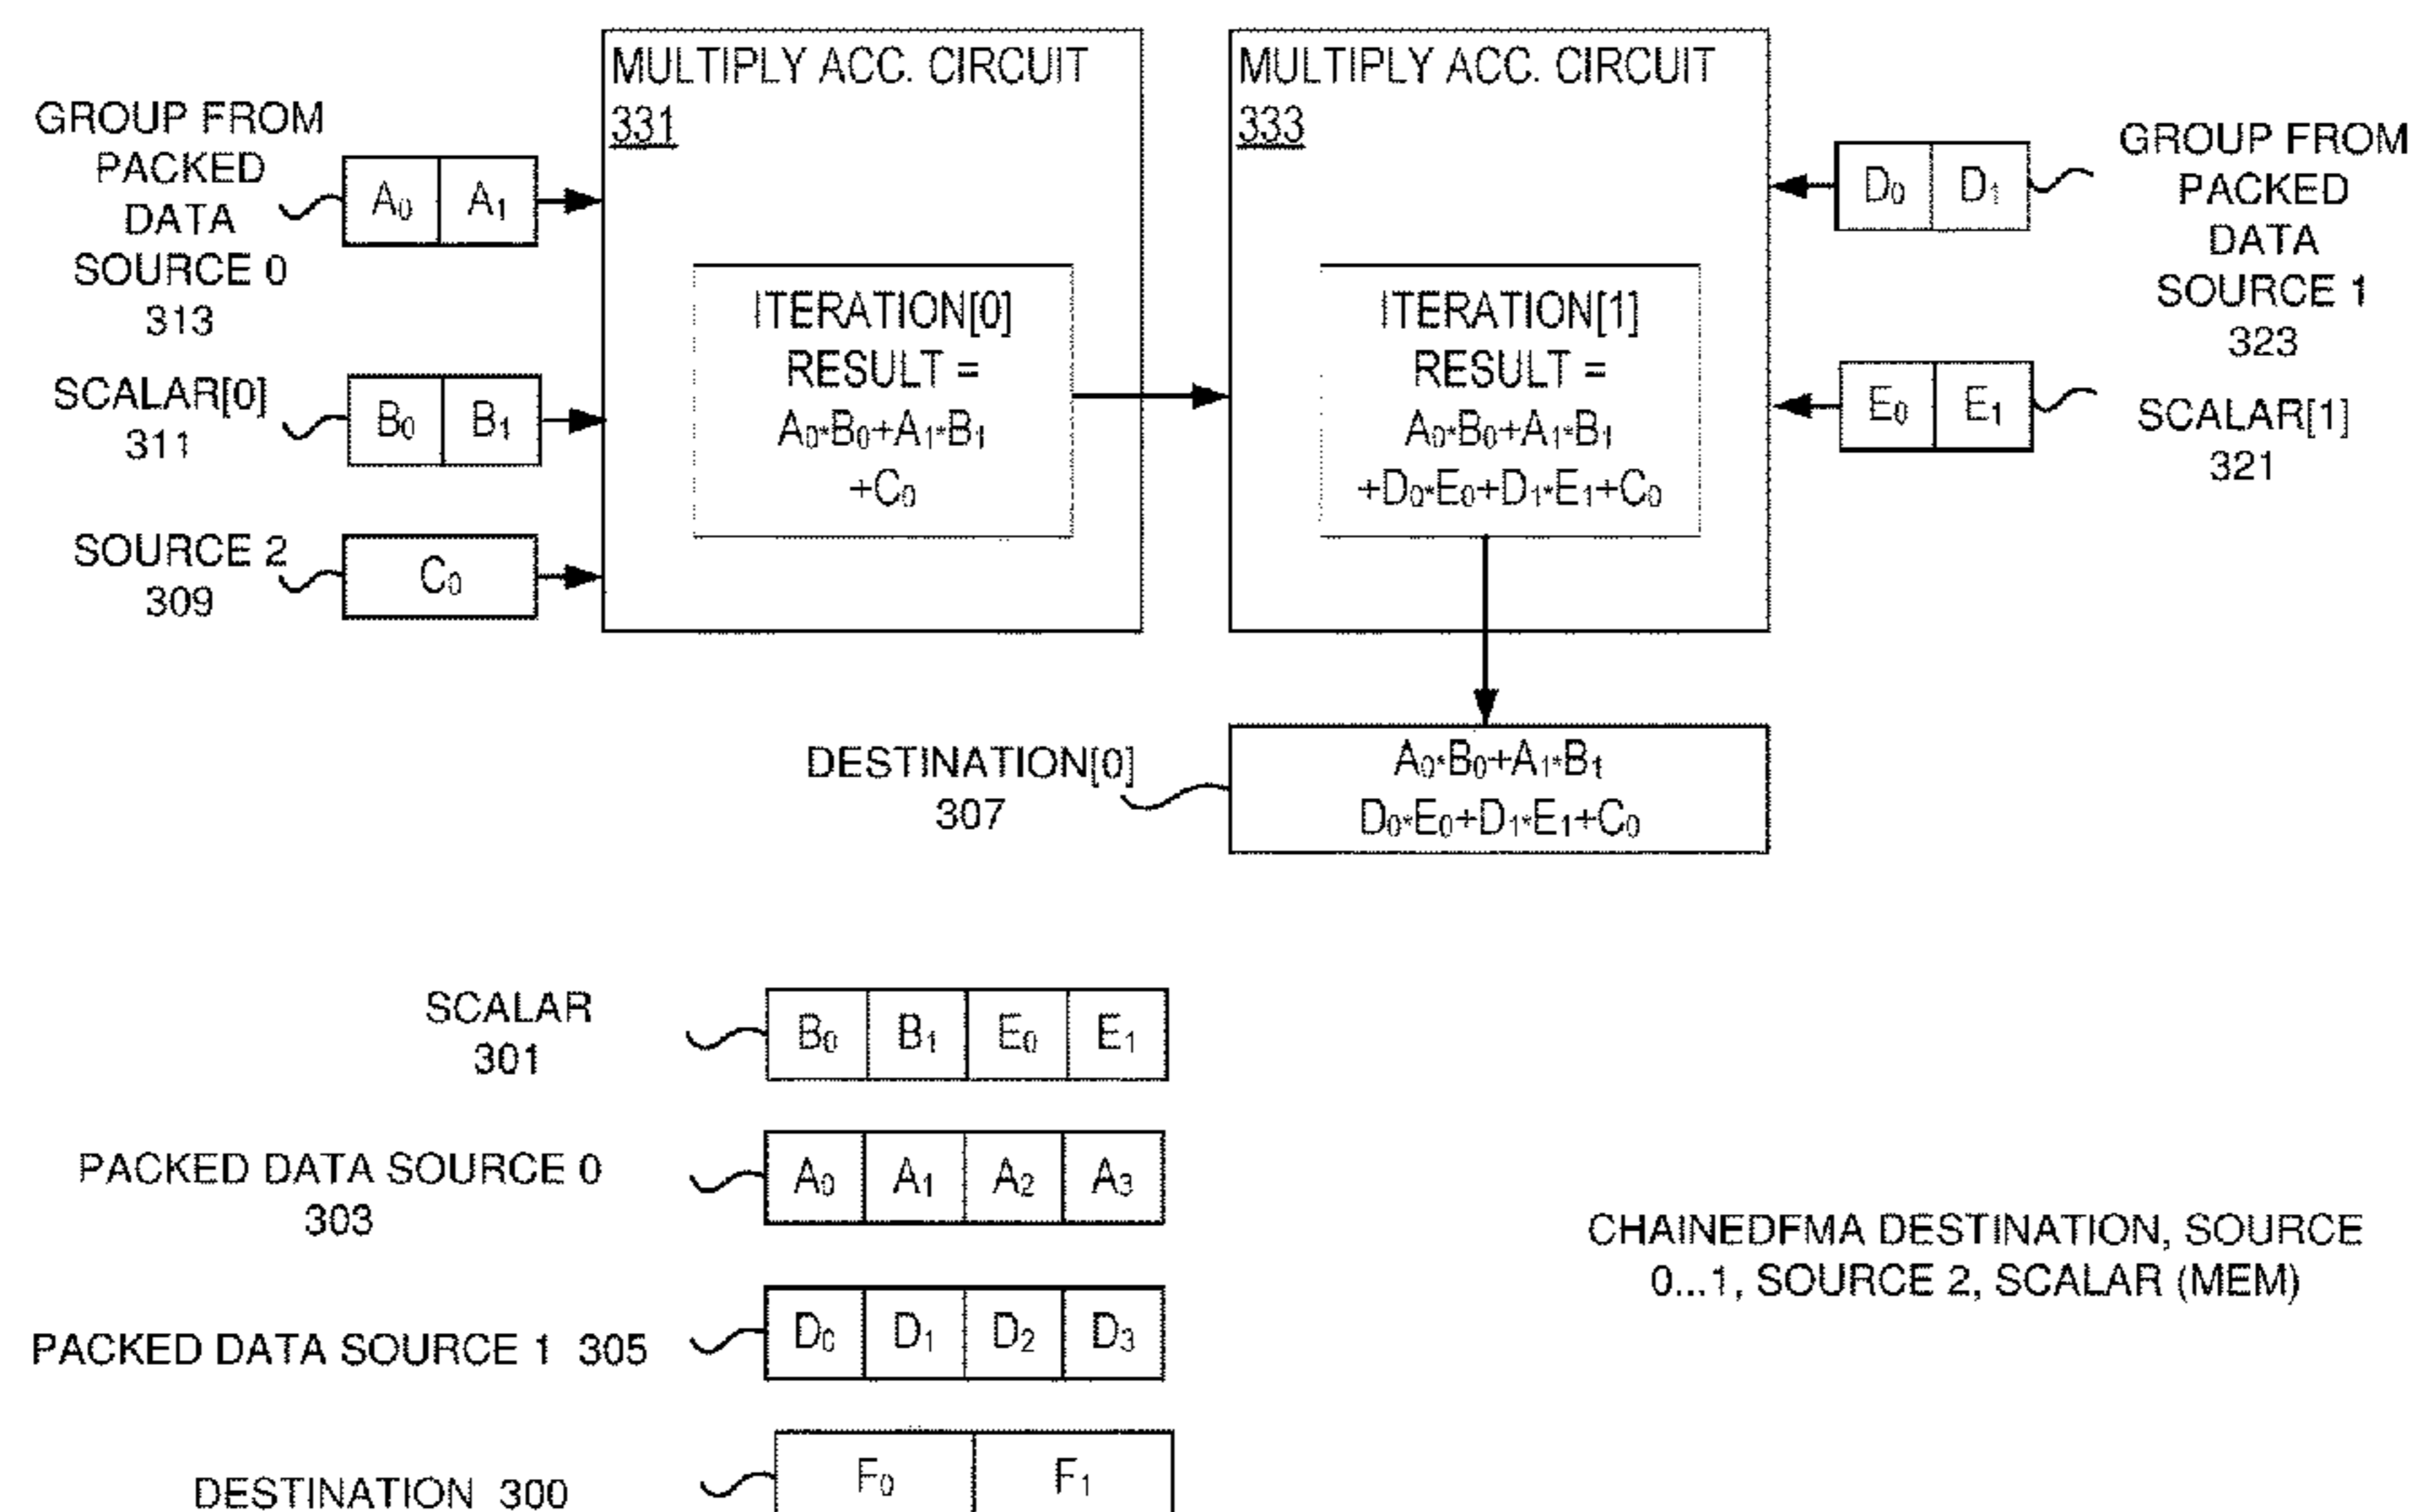 MULTIPLY ACC. CIRCUIT
331
MULTIPLY ACC. CIRCUIT
333
GROUP FROM
PACKED
DATA
SOURCE 0
313
A₀ A₁
SCALAR[0]
311
B₀ B₁
SOURCE 2
309
C₀
ITERATION[0]
RESULT =
A₀*B₀+A₁*B₁
+C₀
ITERATION[1]
RESULT =
A₀*B₀+A₁*B₁
+D₀*E₀+D₁*E₁+C₀
D₀ D₁
GROUP FROM
PACKED
DATA
SOURCE 1
323
E₀ E₁
SCALAR[1]
321
DESTINATION[0]
307
A₀*B₀+A₁*B₁
D₀*E₀+D₁*E₁+C₀
SCALAR
301
B₀ B₁ E₀ E₁
PACKED DATA SOURCE 0
303
A₀ A₁ A₂ A₃
PACKED DATA SOURCE 1 305
D₀ D₁ D₂ D₃
CHAINEDFMA DESTINATION, SOURCE
0...1, SOURCE 2, SCALAR (MEM)
DESTINATION 300
F₀ F₁